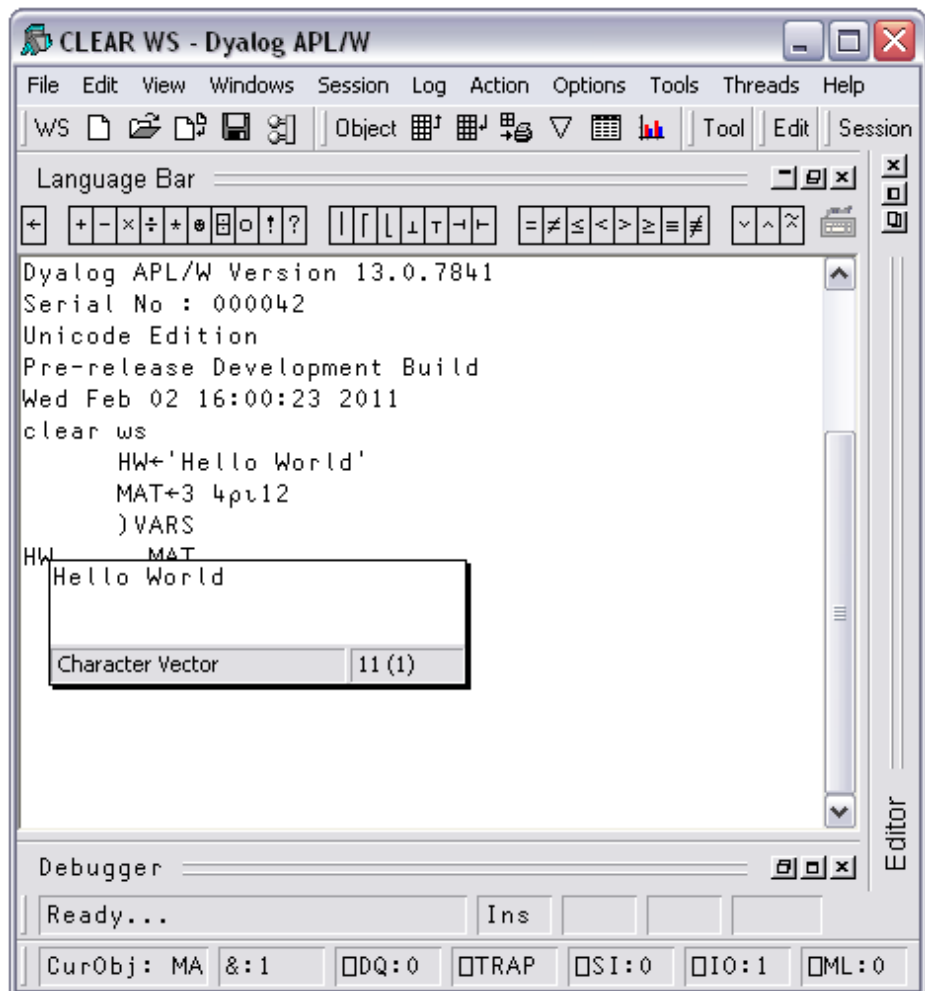 CLEAR WS - Dyalog APL/W
File Edit View Windows Session Log Action Options Tools Threads Help
WS Object Tool Edit Session
Language Bar
← + - × ÷ * ⍟ ⌹ ○ ! ? | ⌈ ⌊ ⊥ ⊤ ⊣ ⊢ = ≠ ≤ < > ≥ ≡ ≢ ∨ ∧ ⍲
Dyalog APL/W Version 13.0.7841
Serial No : 000042
Unicode Edition
Pre-release Development Build
Wed Feb 02 16:00:23 2011
clear ws
HW←'Hello World'
MAT←3 4⍴⍳12
)VARS
HW MAT
Hello World
Character Vector 11 (1)
Editor
Debugger
Ready... Ins
CurObj: MA &:1 ⎕DQ:0 ⎕TRAP ⎕SI:0 ⎕IO:1 ⎕ML:0